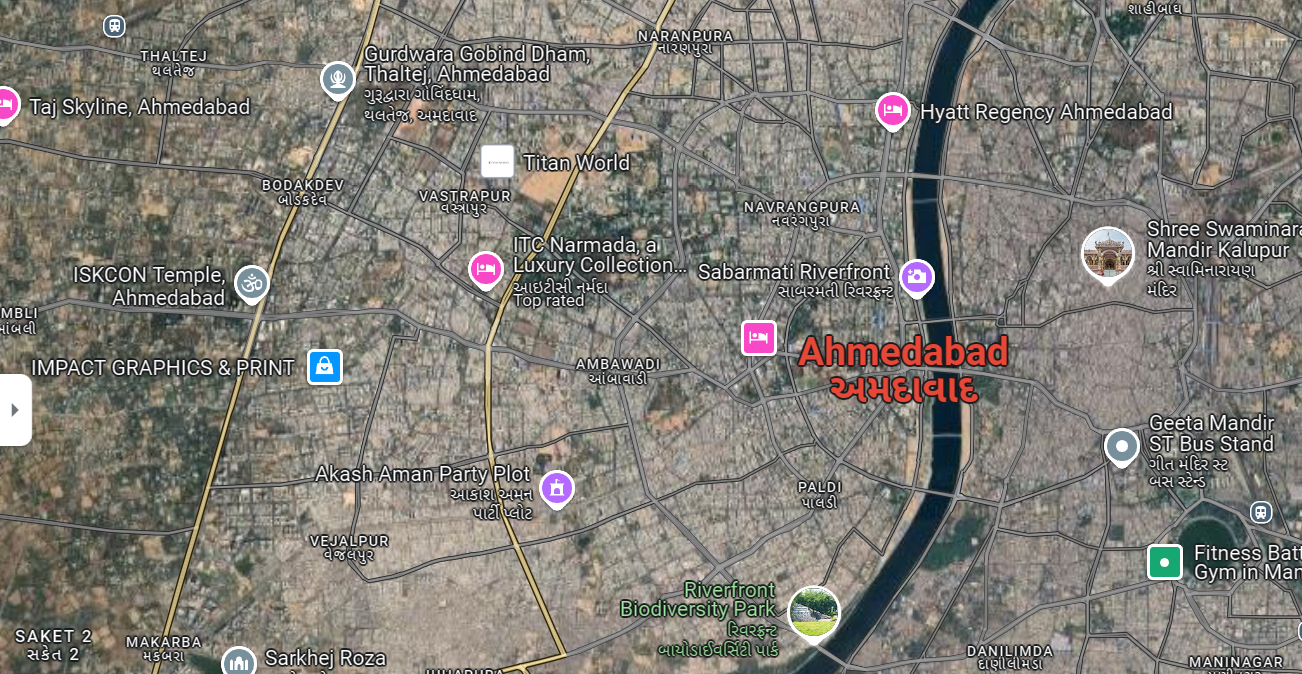 શાહીબાઘ
NARANPURA
નારણપુરા
THALTEJ
થલતેજ
Gurdwara Gobind Dham,
Thaltej, Ahmedabad
ગુરૂદ્વારા ગોવિંદધામ,
થલતેજ, અમદાવાદ
Taj Skyline, Ahmedabad
Hyatt Regency Ahmedabad
Titan World
BODAKDEV
બોડકદેવ
VASTRAPUR
વસ્ત્રાપુર
NAVRANGPURA
નવરંગપુરા
Shree Swaminara
Mandir Kalupur
શ્રી સ્વામિનારાયણ
મંદિર
ITC Narmada, a
Luxury Collection...
આઇટીસી નર્મદા
Top rated
ISKCON Temple,
Ahmedabad
Sabarmati Riverfront
સાબરમતી રિવરફ્રન્ટ
MBLI
આંબલી
IMPACT GRAPHICS & PRINT
AMBAWADI
આંબાવાડી
Ahmedabad
અમદાવાદ
Geeta Mandir
ST Bus Stand
ગીત મંદિર સ્ટ
બસ સ્ટેન્ડ
Akash Aman Party Plot
આકાશ અમન
પાર્ટી પ્લોટ
PALDI
પાલડી
VEJALPUR
વેજલપુર
Fitness Batt
Gym in Man
Riverfront
Biodiversity Park
રિવરફ્રન્ટ
બાયોડાઈવર્સિટી પાર્ક
SAKET 2
સકેત 2
MAKARBA
મકરબા
Sarkhej Roza
DANILIMDA
દાણીલીમડા
MANINAGAR